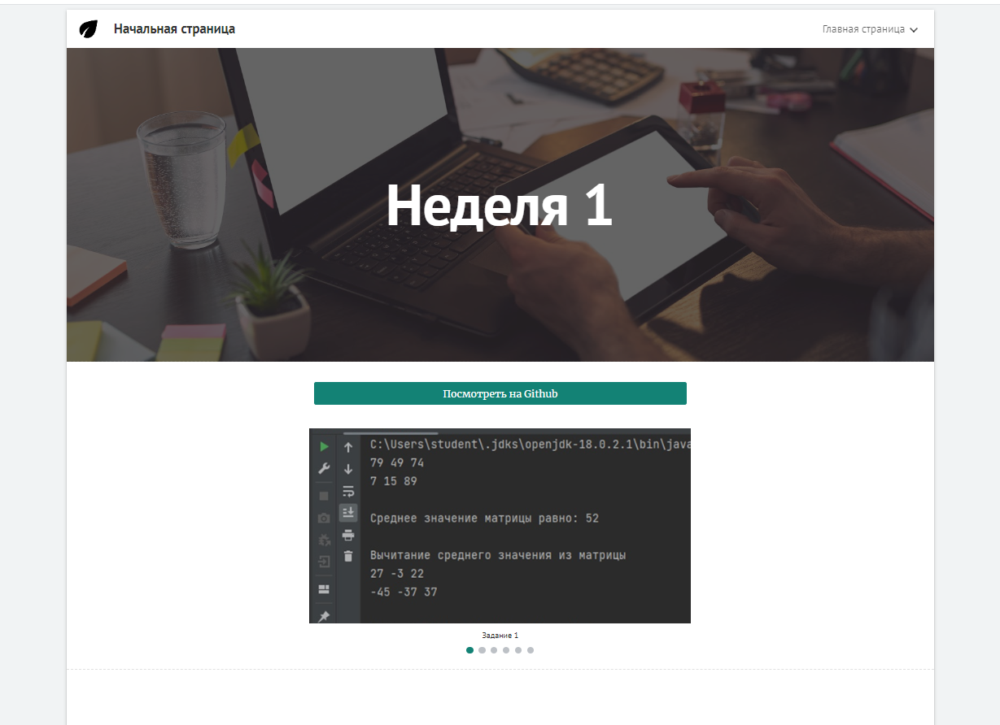 Начальная страница
Главная страница
Неделя 1
Посмотреть на Github
C:\Users\student\.jdks\openjdk-18.0.2.1\bin\java
79 49 74
7 15 89
Среднее значение матрицы равно: 52
Вычитание среднего значения из матрицы
27 -3 22
-45 -37 37
Задание 1